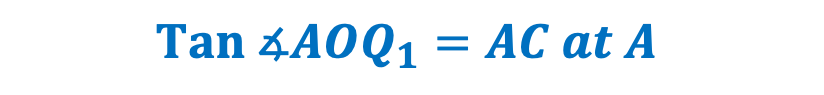 Tan ∡AOQ₁ = AC at A